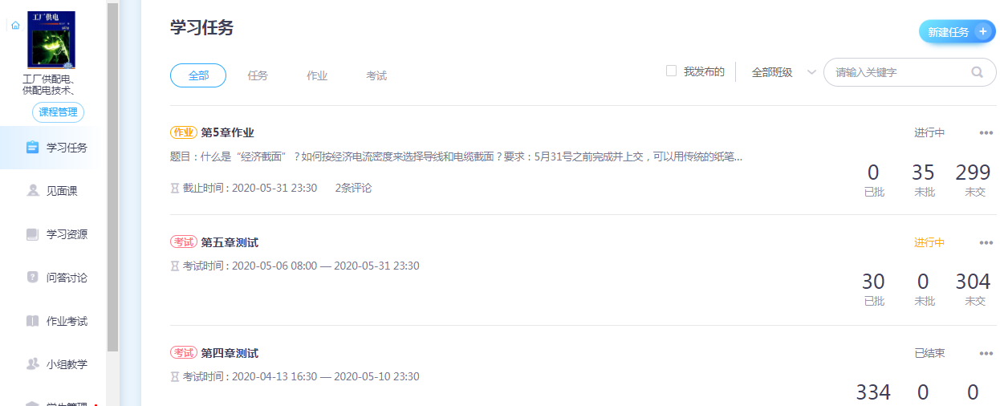 工厂供电
工厂供配电、
供配电技术、
课程管理
学习任务
见面课
学习资源
问答讨论
作业考试
小组教学
学生管理
学习任务
新建任务 +
全部 任务 作业 考试
我发布的 全部班级 请输入关键字
作业 第5章作业 进行中
题目：什么是“经济截面”？如何按经济电流密度来选择导线和电缆截面？要求：5月31号之前完成并上交，可以用传统的纸笔...
0 35 299
已批 未批 未交
截止时间 : 2020-05-31 23:30 2条评论
考试 第五章测试 进行中
考试时间 : 2020-05-06 08:00 — 2020-05-31 23:30
30 0 304
已批 未批 未交
考试 第四章测试 已结束
考试时间 : 2020-04-13 16:30 — 2020-05-10 23:30
334 0 0